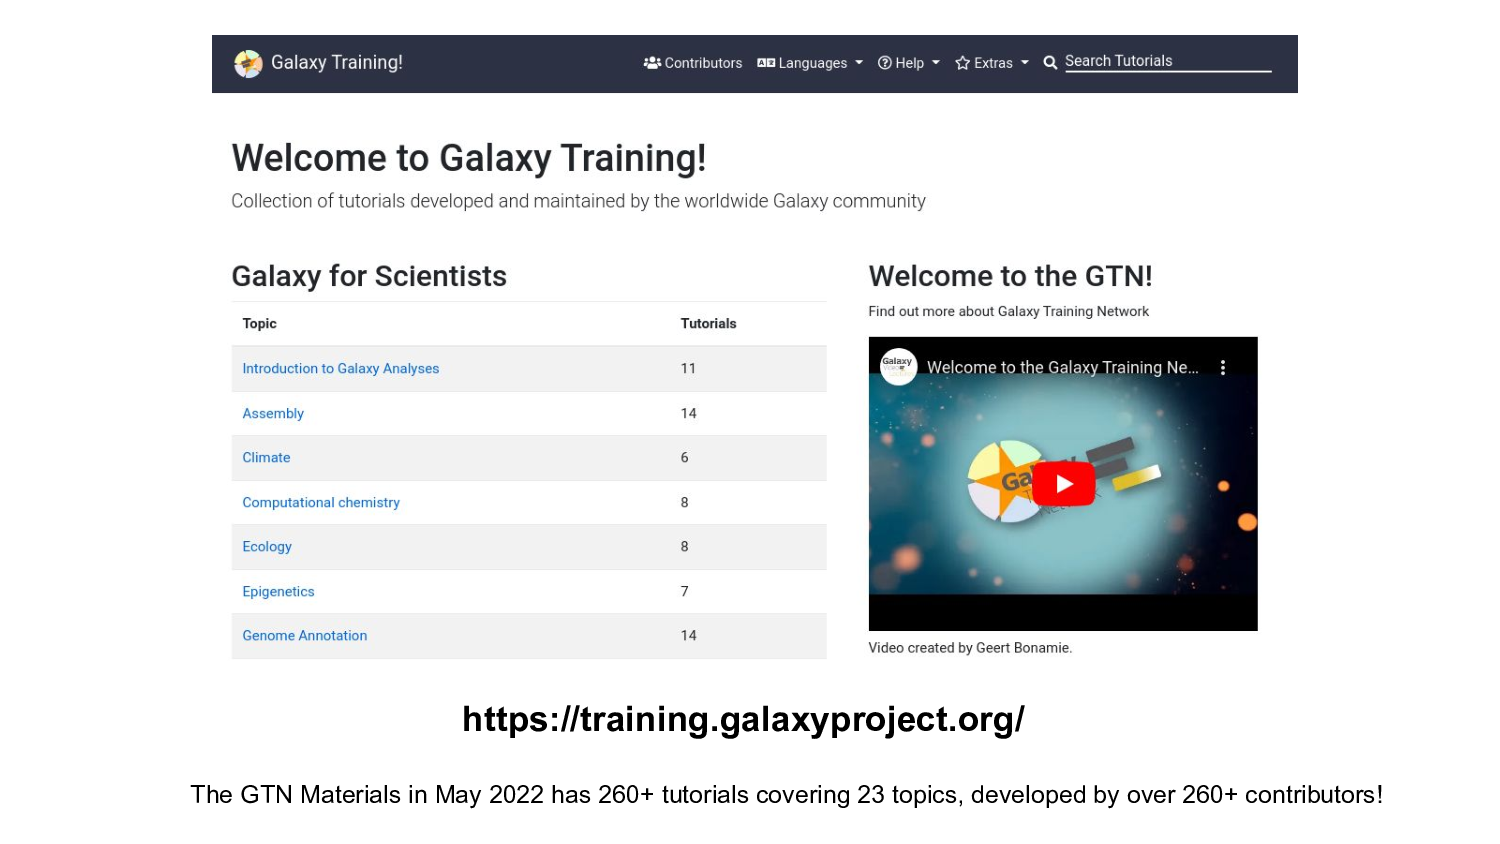 Galaxy Training!
Contributors
Languages
Help
Extras
Search Tutorials
Welcome to Galaxy Training!
Collection of tutorials developed and maintained by the worldwide Galaxy community
Galaxy for Scientists
Topic Tutorials
Introduction to Galaxy Analyses 11
Assembly 14
Climate 6
Computational chemistry 8
Ecology 8
Epigenetics 7
Genome Annotation 14
Welcome to the GTN!
Find out more about Galaxy Training Network
Galaxy
Welcome to the Galaxy Training Ne...
Video created by Geert Bonamie.
https://training.galaxyproject.org/
The GTN Materials in May 2022 has 260+ tutorials covering 23 topics, developed by over 260+ contributors!